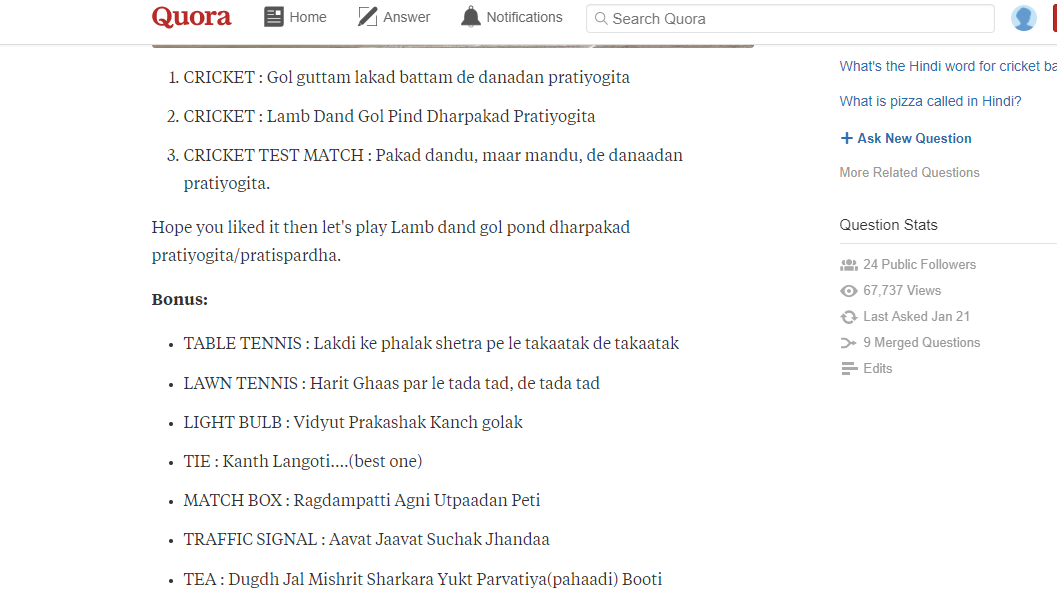 Quora
Home
Answer
Notifications
Search Quora
1. CRICKET : Gol guttam lakad battam de danadan pratiyogita
2. CRICKET : Lamb Dand Gol Pind Dharpakad Pratiyogita
3. CRICKET TEST MATCH : Pakad dandu, maar mandu, de danaadan
pratiyogita.
Hope you liked it then let's play Lamb dand gol pond dharpakad
pratiyogita/pratispardha.
Bonus:
• TABLE TENNIS : Lakdi ke phalak shetra pe le takaatak de takaatak
• LAWN TENNIS : Harit Ghaas par le tada tad, de tada tad
• LIGHT BULB : Vidyut Prakashak Kanch golak
• TIE : Kanth Langoti....(best one)
• MATCH BOX : Ragdampatti Agni Utpaadan Peti
• TRAFFIC SIGNAL : Aavat Jaavat Suchak Jhandaa
• TEA : Dugdh Jal Mishrit Sharkara Yukt Parvatiya(pahaadi) Booti
What's the Hindi word for cricket ba
What is pizza called in Hindi?
+ Ask New Question
More Related Questions
Question Stats
24 Public Followers
67,737 Views
Last Asked Jan 21
9 Merged Questions
Edits